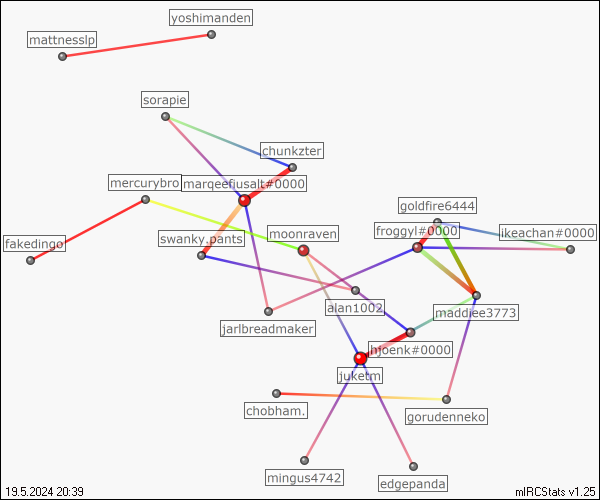 yoshimanden
mattnesslp
sorapie
chunkzter
mercurybro
marqeefjusalt#0000
goldfire6444
froggyl#0000
ikeachan#0000
swanky.pants
moonraven
fakedingo
alan1002
maddiee3773
jarlbreadmaker
hjoenk#0000
juketm
chobham.
gorudenneko
mingus4742
edgepanda
19.5.2024 20:39
mIRCStats v1.25